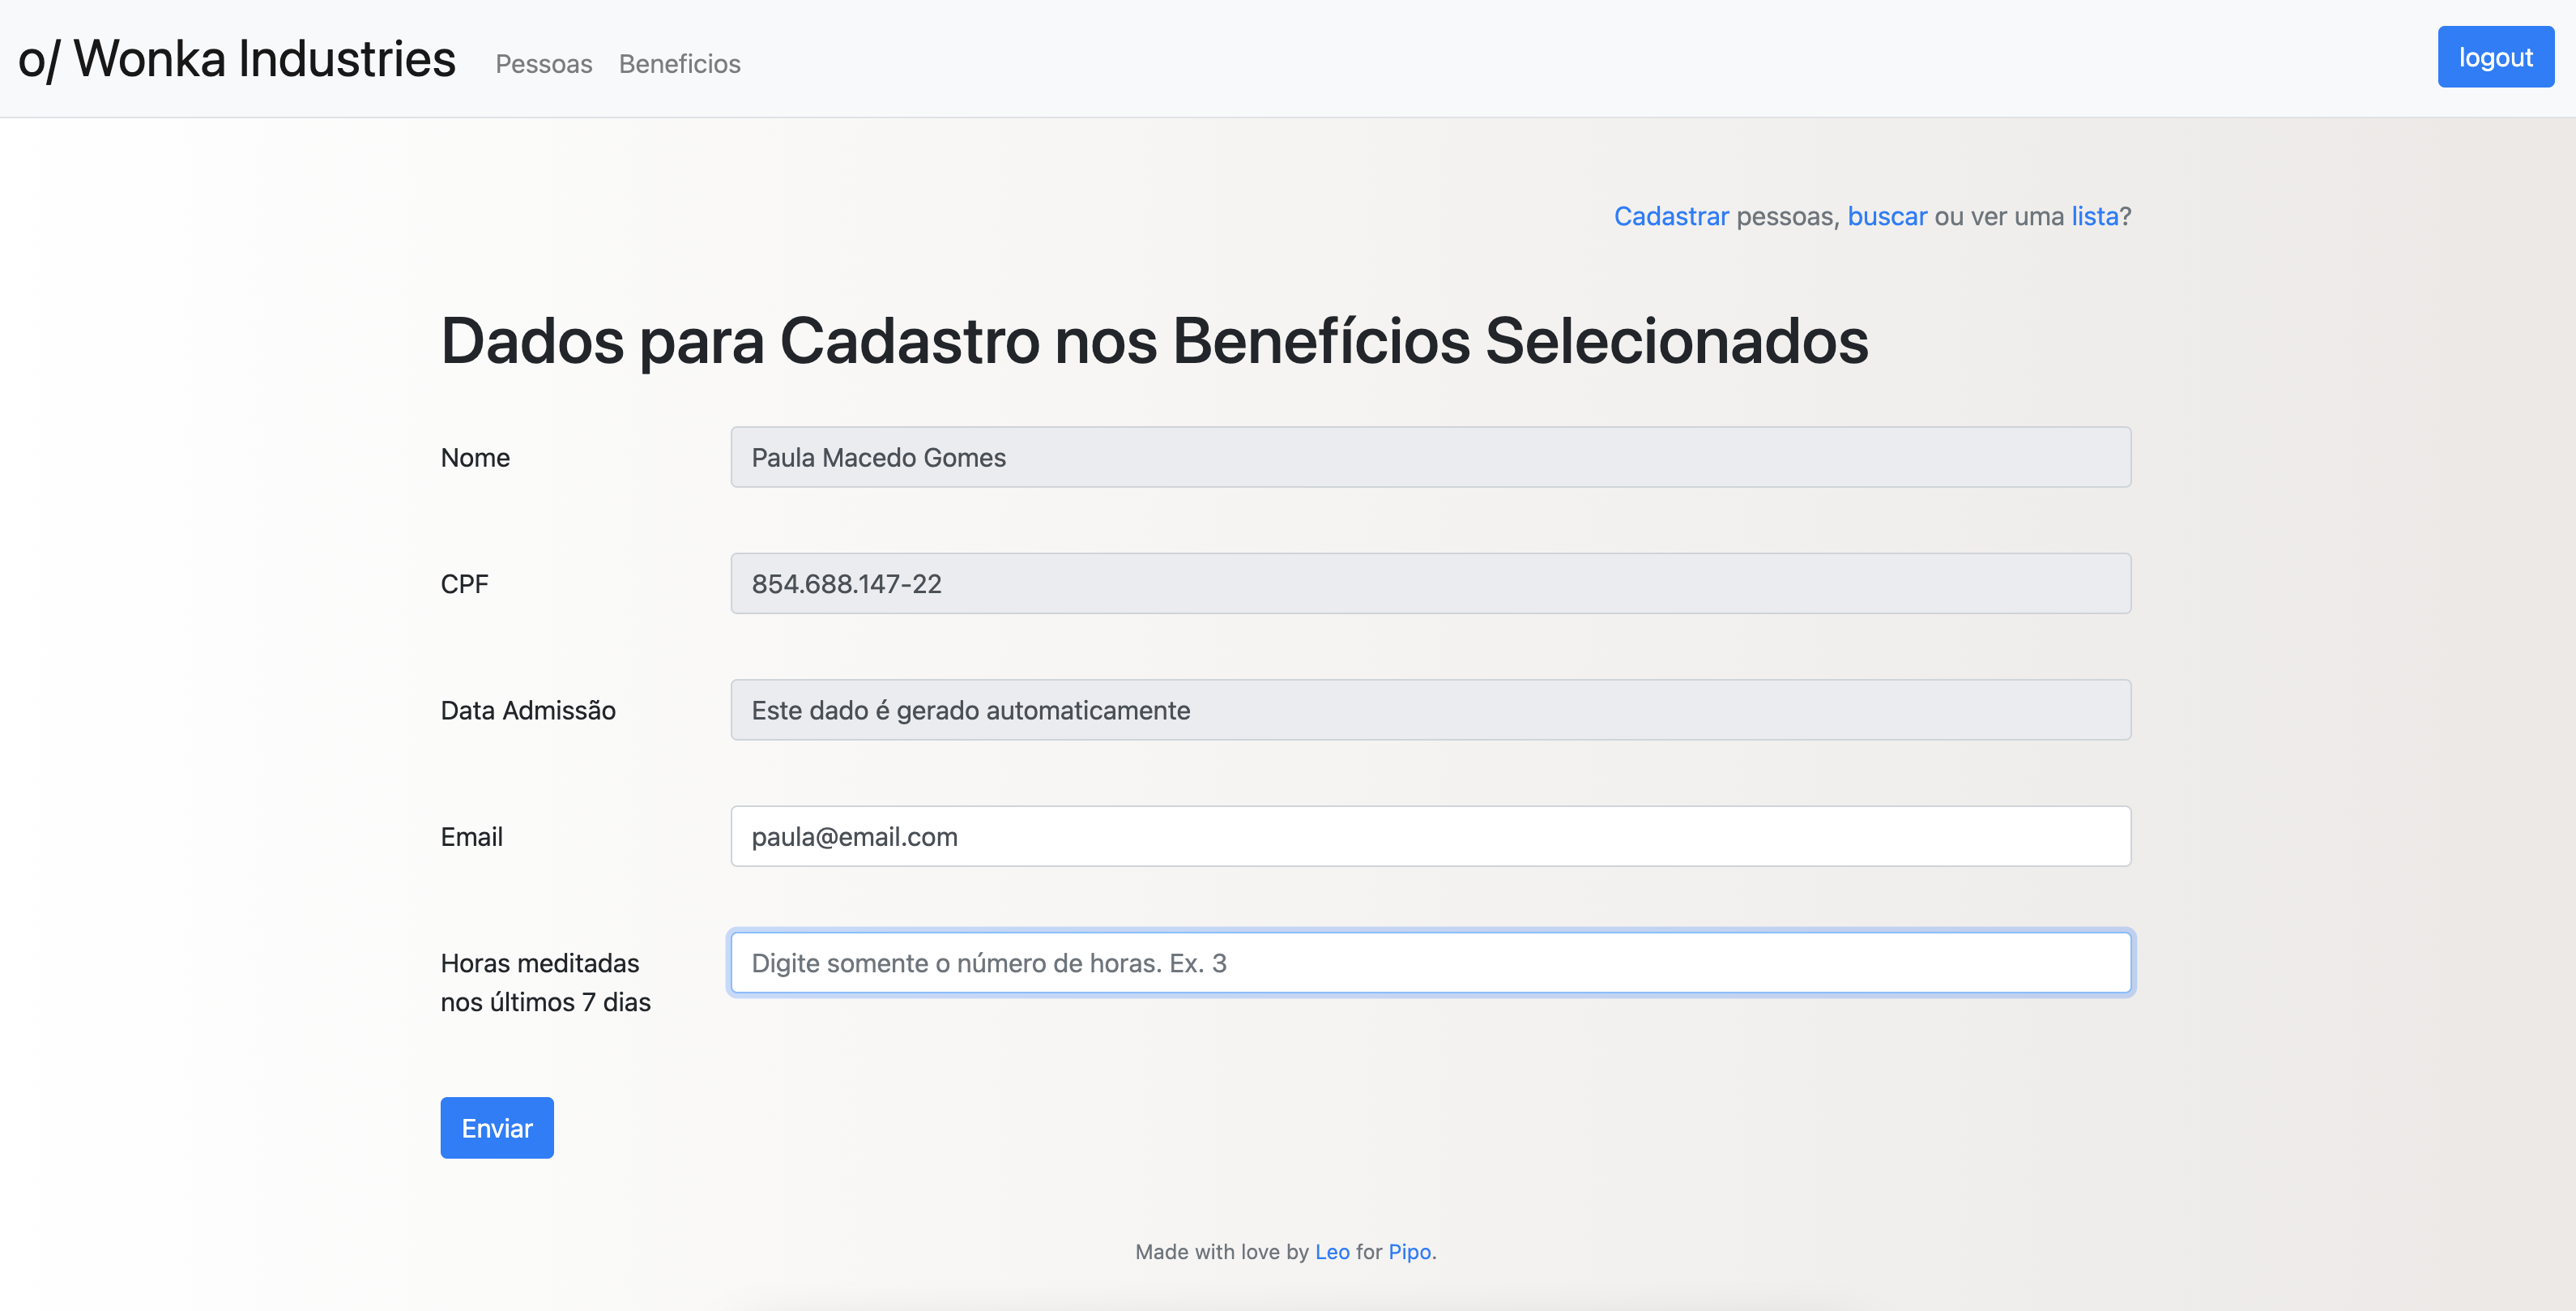 o/ Wonka Industries Pessoas Beneficios logout
Cadastrar pessoas, buscar ou ver uma lista?
Dados para Cadastro nos Benefícios Selecionados
Nome Paula Macedo Gomes
CPF 854.688.147-22
Data Admissão Este dado é gerado automaticamente
Email paula@email.com
Horas meditadas Digite somente o número de horas. Ex. 3
nos últimos 7 dias
Enviar
Made with love by Leo for Pipo.